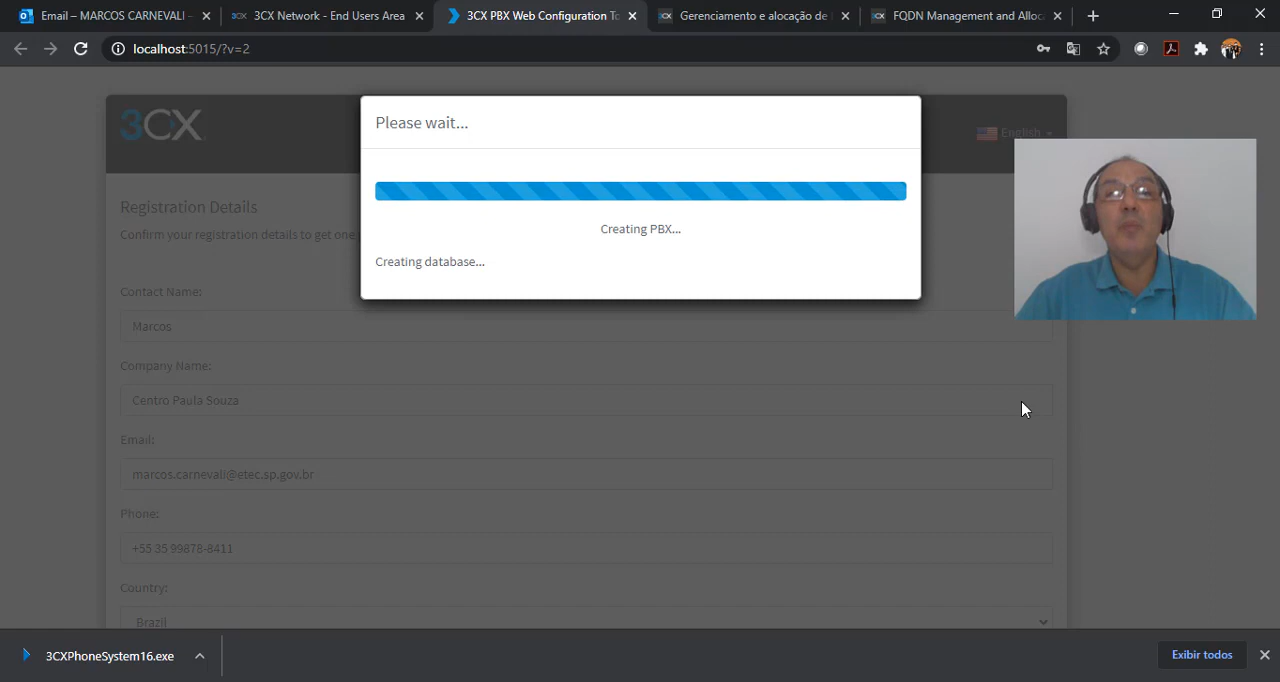 Email – MARCOS CARNEVALI –
3CX Network - End Users Area
3CX PBX Web Configuration To
Gerenciamento e alocação de
FQDN Management and Alloc
localhost:5015/?v=2
3CX
English
Please wait...
Creating PBX...
Creating database...
Registration Details
Confirm your registration details to get one
Contact Name:
Marcos
Company Name:
Centro Paula Souza
Email:
marcos.carnevali@etec.sp.gov.br
Phone:
+55 35 99878-8411
Country:
Brazil
3CXPhoneSystem16.exe
Exibir todos